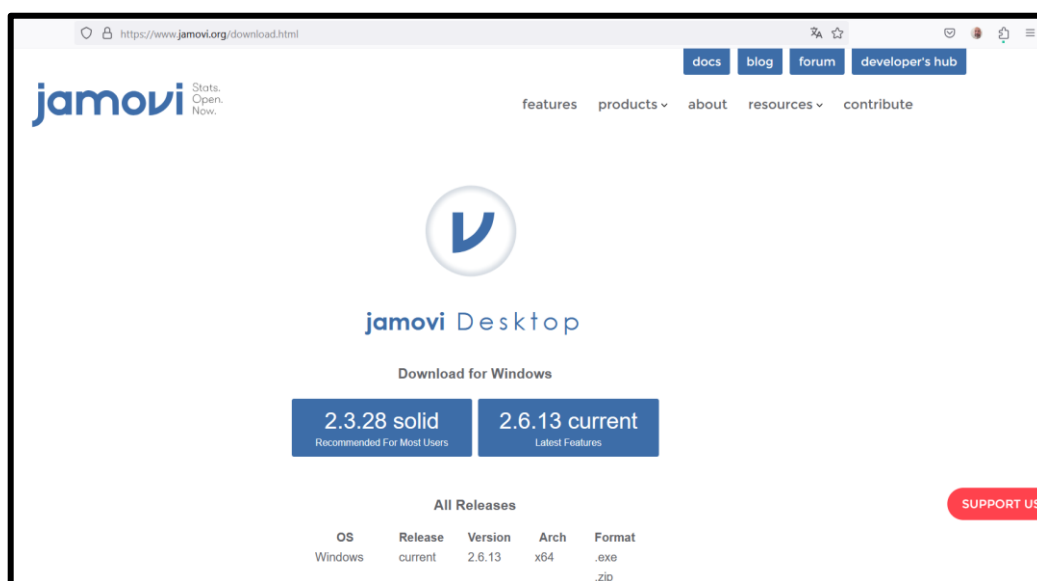 https://www.jamovi.org/download.html
docs blog forum developer's hub
jamovi Stats. Open. Now.
features products about resources contribute
jamovi Desktop
Download for Windows
2.3.28 solid 2.6.13 current
Recommended For Most Users Latest Features
All Releases
SUPPORT US
OS Release Version Arch Format
Windows current 2.6.13 x64 .exe
.zip